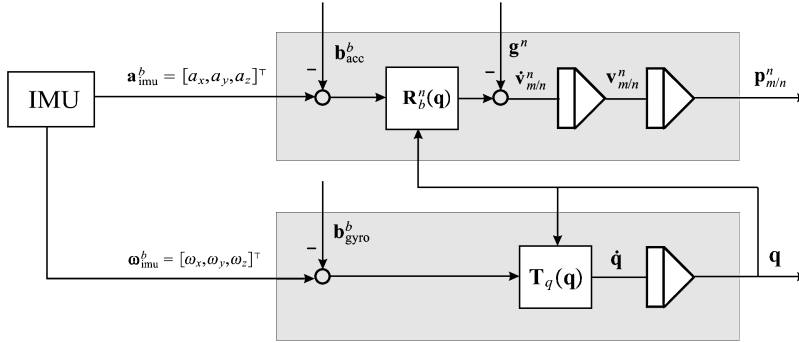 b^b_acc
g^n
a^b_imu = [a_x, a_y, a_z]^⊤
−
−
v̇^n_m/n
v^n_m/n
p^n_m/n
IMU
R^n_b(q)
b^b_gyro
ω^b_imu = [ω_x, ω_y, ω_z]^⊤
−
T_q(q)
q̇
q